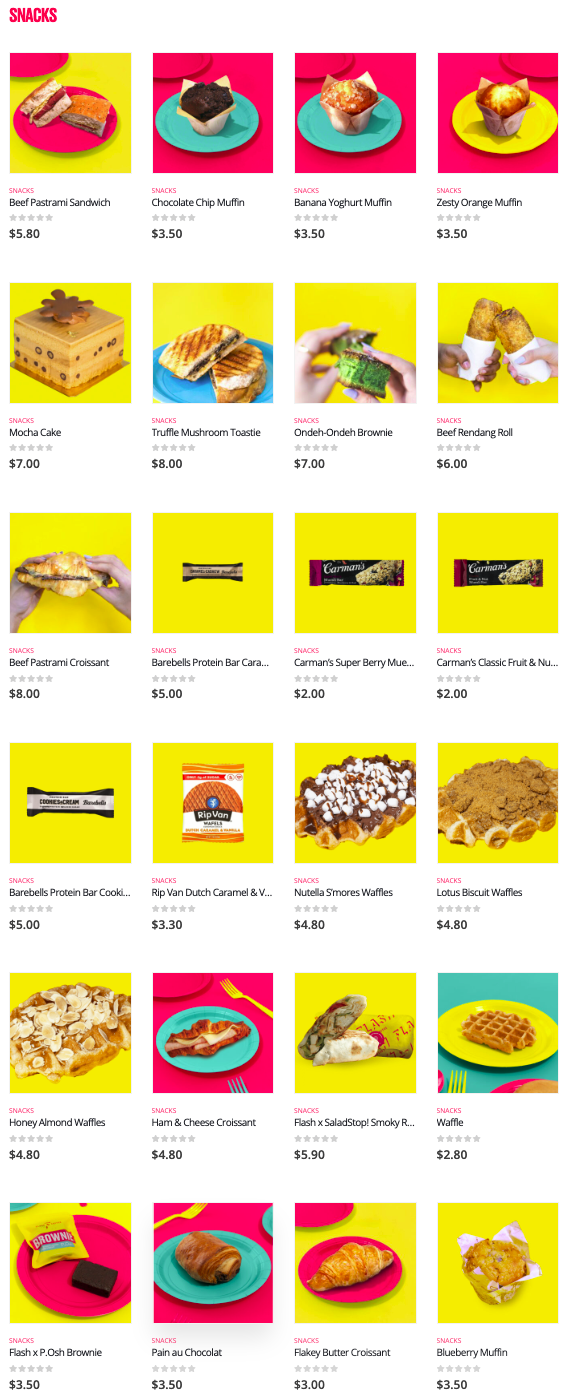 SNACKS
SNACKS
Beef Pastrami Sandwich
$5.80
SNACKS
Chocolate Chip Muffin
$3.50
SNACKS
Banana Yoghurt Muffin
$3.50
SNACKS
Zesty Orange Muffin
$3.50
SNACKS
Mocha Cake
$7.00
SNACKS
Truffle Mushroom Toastie
$8.00
SNACKS
Ondeh-Ondeh Brownie
$7.00
SNACKS
Beef Rendang Roll
$6.00
SNACKS
Beef Pastrami Croissant
$8.00
Barebells
SNACKS
Barebells Protein Bar Cara...
$5.00
Carman's
SNACKS
Carman's Super Berry Mue...
$2.00
Carman's
SNACKS
Carman's Classic Fruit & Nu...
$2.00
COOKIES&CREAM Barebells
SNACKS
Barebells Protein Bar Cooki...
$5.00
Rip Van
WAFELS
DUTCH CARAMEL & VANILLA
SNACKS
Rip Van Dutch Caramel & V...
$3.30
SNACKS
Nutella S'mores Waffles
$4.80
SNACKS
Lotus Biscuit Waffles
$4.80
SNACKS
Honey Almond Waffles
$4.80
SNACKS
Ham & Cheese Croissant
$4.80
FLASH
FLA
SNACKS
Flash x SaladStop! Smoky R...
$5.90
SNACKS
Waffle
$2.80
BROWNIE
SNACKS
Flash x P.Osh Brownie
$3.50
SNACKS
Pain au Chocolat
$3.50
SNACKS
Flakey Butter Croissant
$3.00
SNACKS
Blueberry Muffin
$3.50